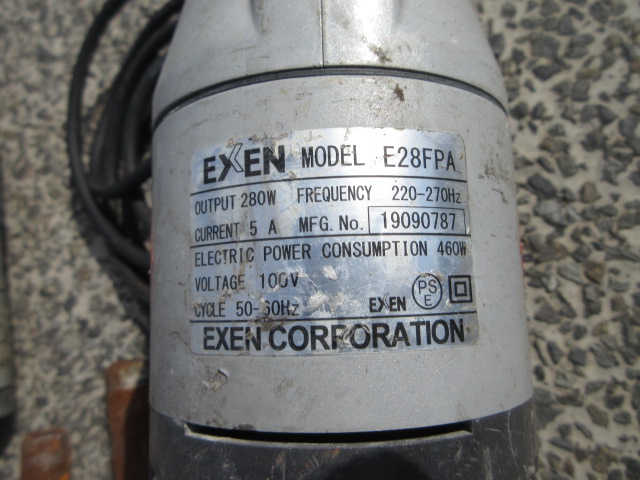 EXEN MODEL E28FPA
OUTPUT 280W FREQUENCY 220-270Hz
CURRENT 5 A MFG. No. 19090787
ELECTRIC POWER CONSUMPTION 460W
VOLTAGE 100V
CYCLE 50-60Hz EXEN PSE
EXEN CORPORATION